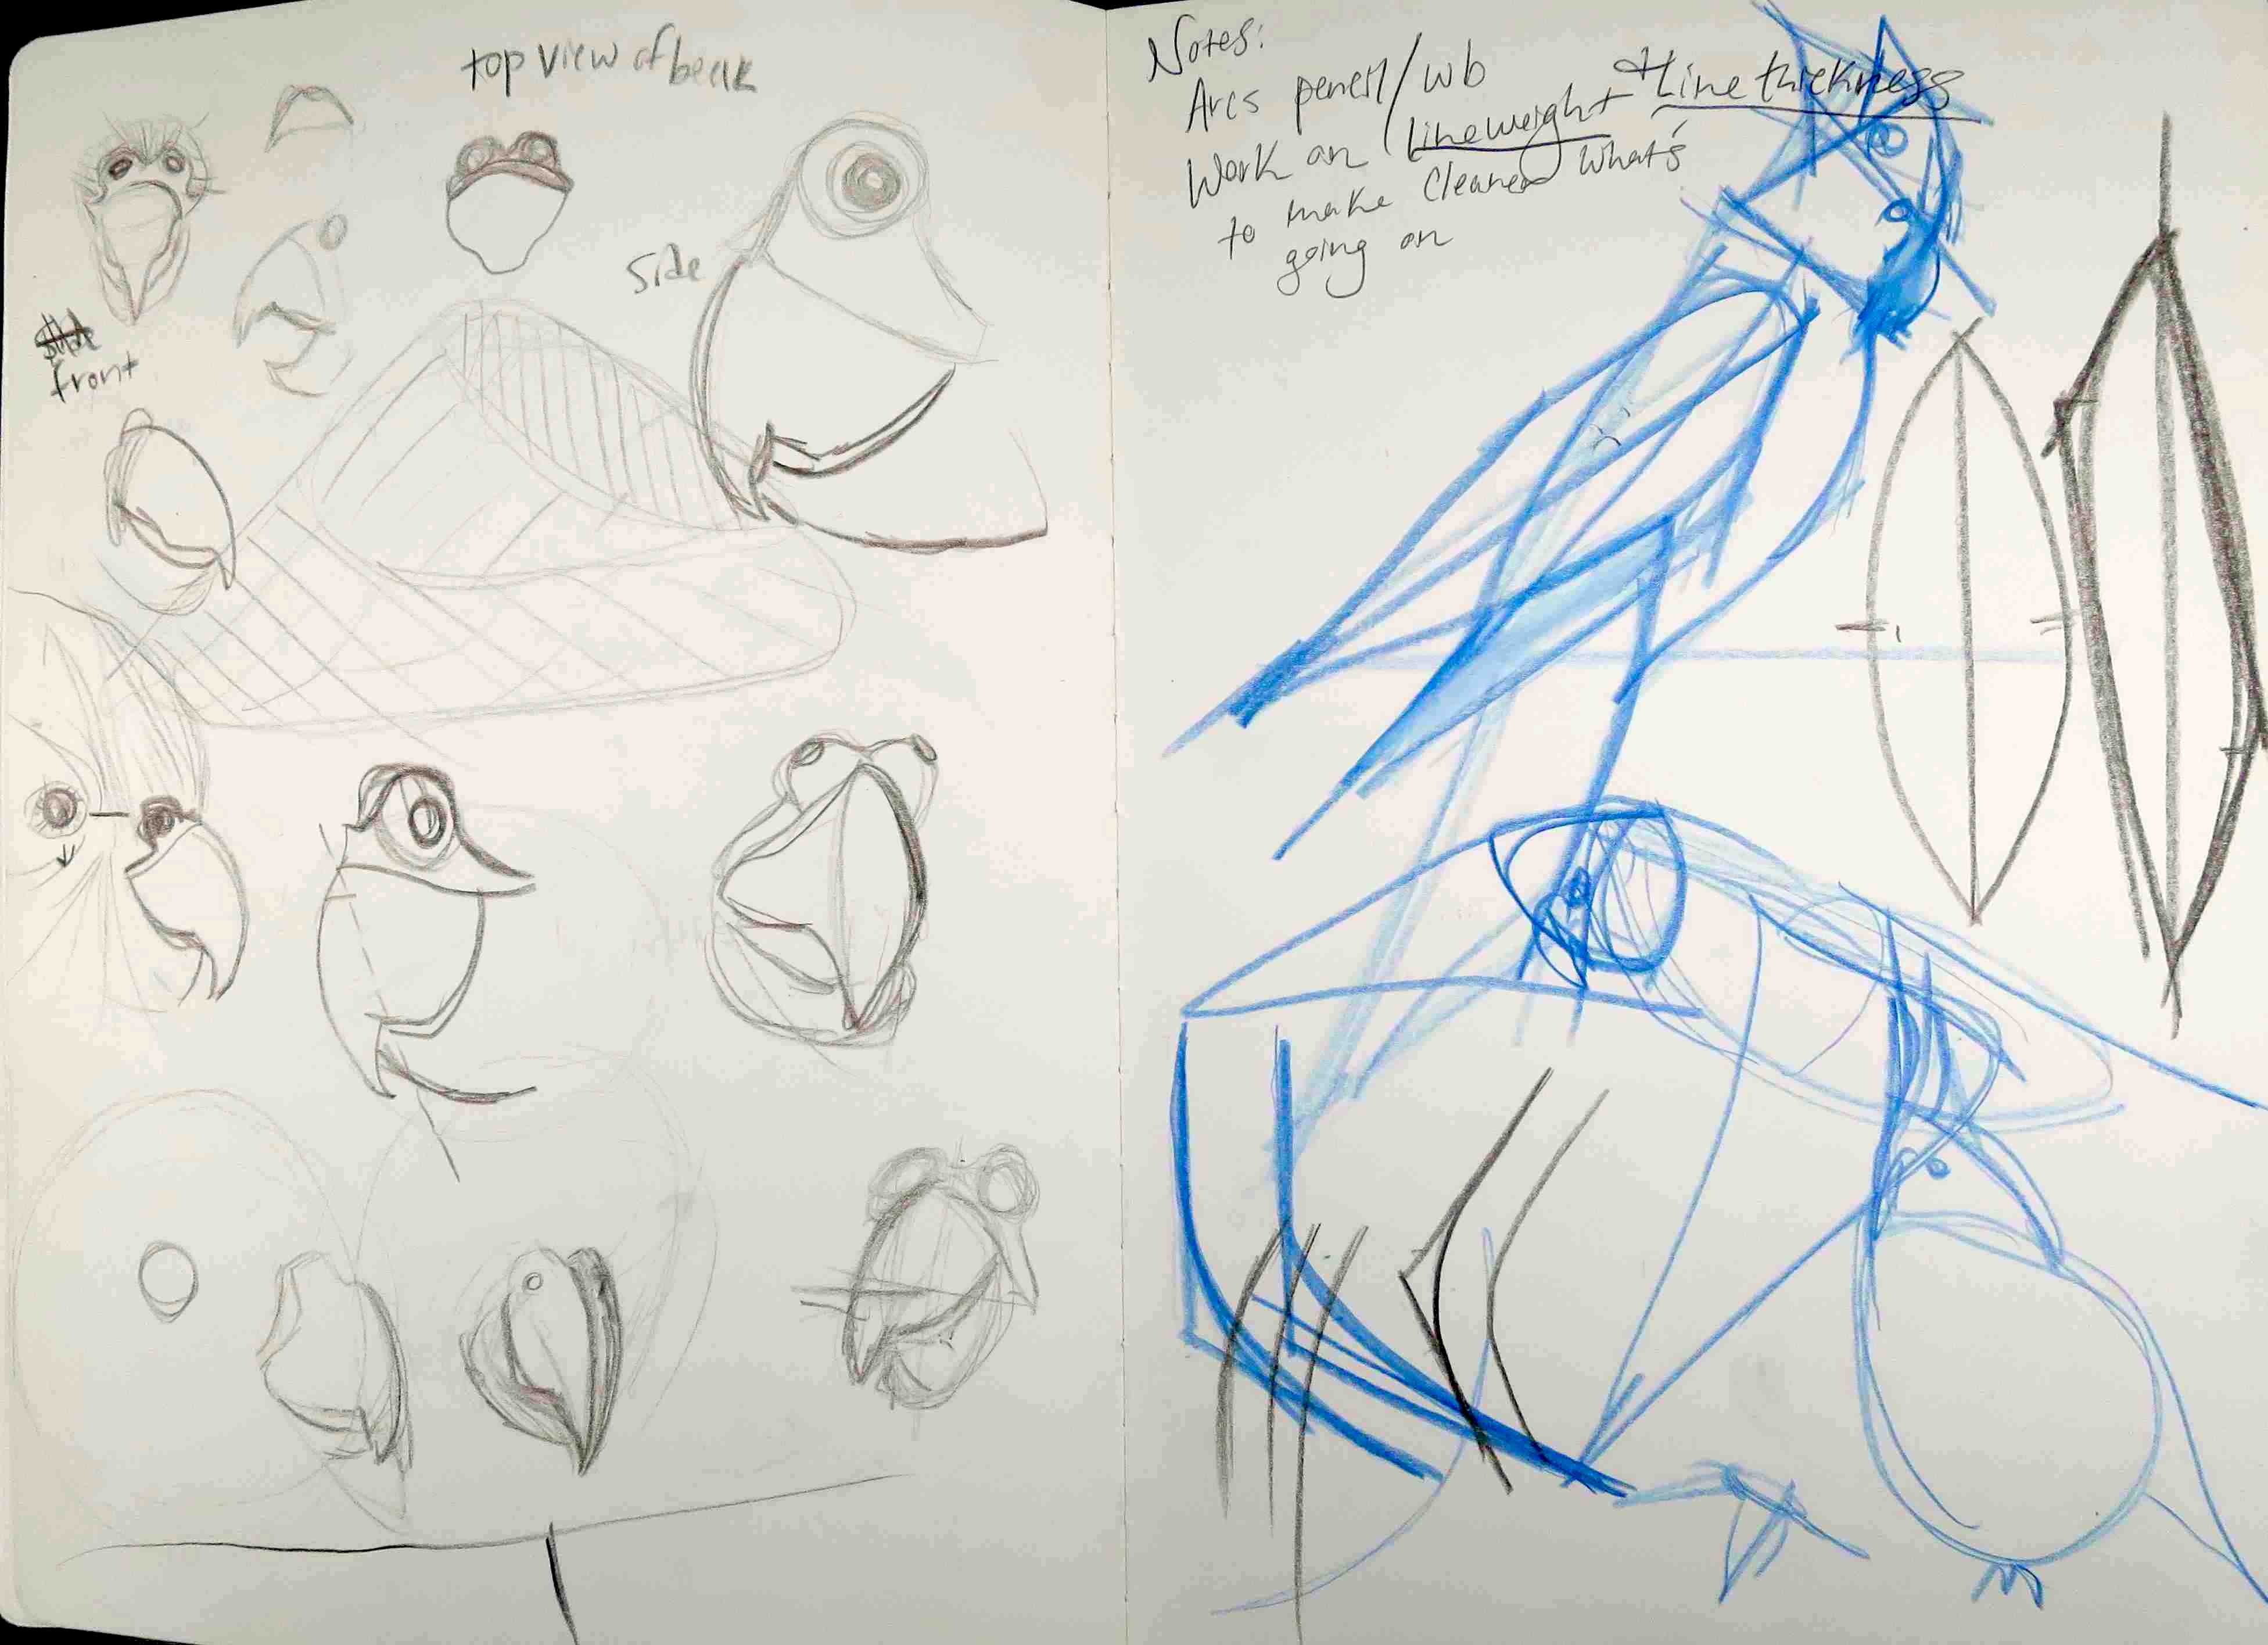 top view of beak
Side
front
Notes:
Arcs pencil/wb
Work on Lineweight + Line thickness
to make cleaner what's
going on